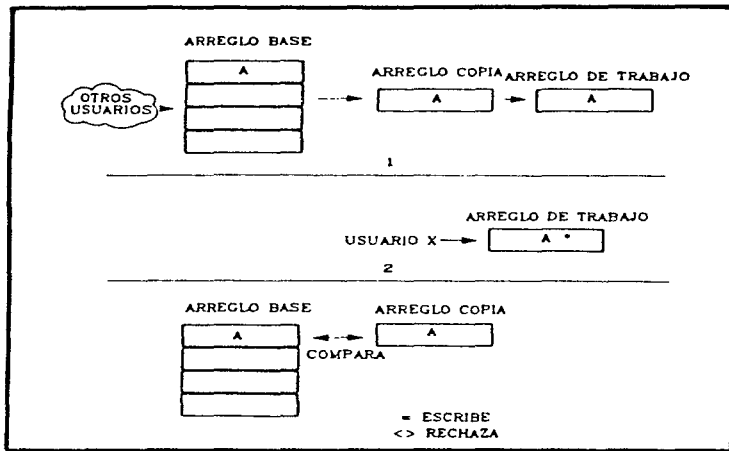 ARREGLO BASE
A
OTROS
USUARIOS
ARREGLO COPIA
A
ARREGLO DE TRABAJO
A
1
ARREGLO DE TRABAJO
USUARIO X
A *
2
ARREGLO BASE
A
ARREGLO COPIA
A
COMPARA
= ESCRIBE
<> RECHAZA